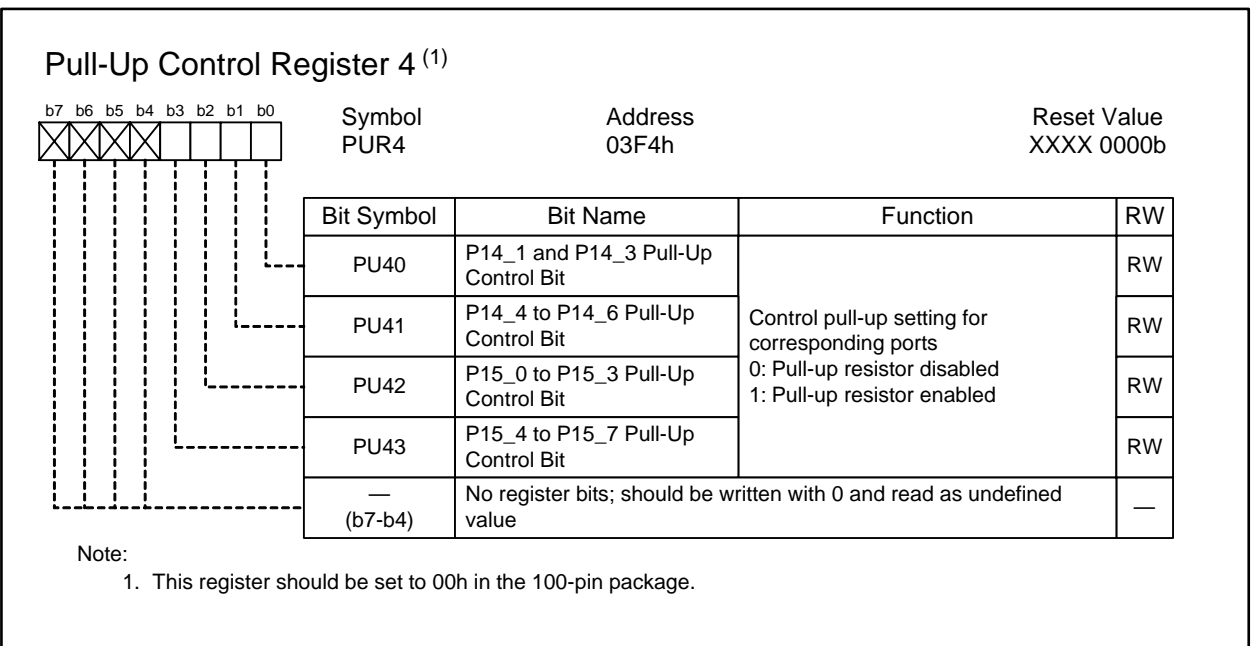 Pull-Up Control Register 4 (1)
b7 b6 b5 b4 b3 b2 b1 b0
Symbol Address Reset Value
PUR4 03F4h XXXX 0000b
Bit Symbol Bit Name Function RW
PU40 P14_1 and P14_3 Pull-Up Control Bit RW
PU41 P14_4 to P14_6 Pull-Up Control Bit RW
PU42 P15_0 to P15_3 Pull-Up Control Bit RW
PU43 P15_4 to P15_7 Pull-Up Control Bit RW
Control pull-up setting for
corresponding ports
0: Pull-up resistor disabled
1: Pull-up resistor enabled
— (b7-b4) No register bits; should be written with 0 and read as undefined value —
Note:
1. This register should be set to 00h in the 100-pin package.